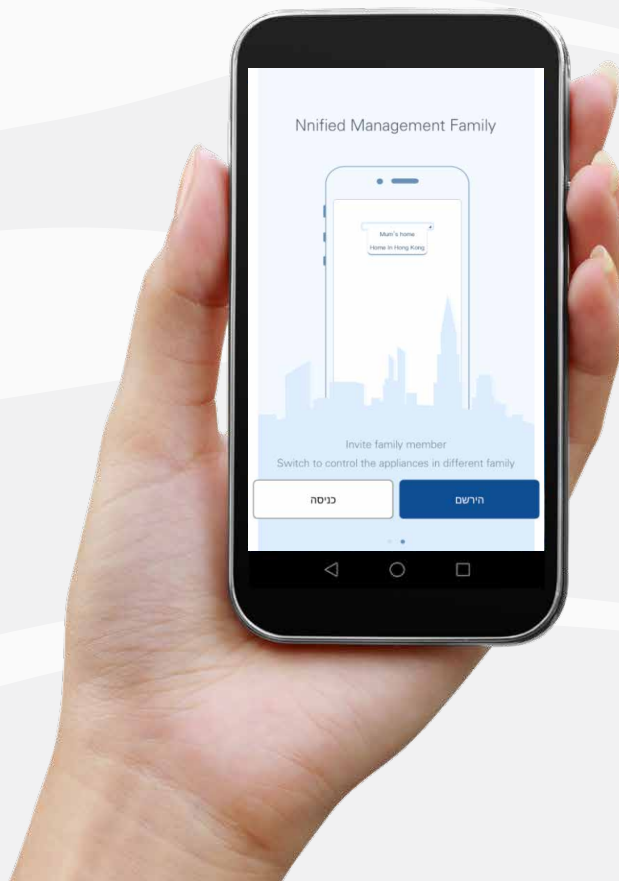 Nnified Management Family
Mum's home
Home in Hong Kong
Invite family member
Switch to control the appliances in different family
כניסה
הירשם